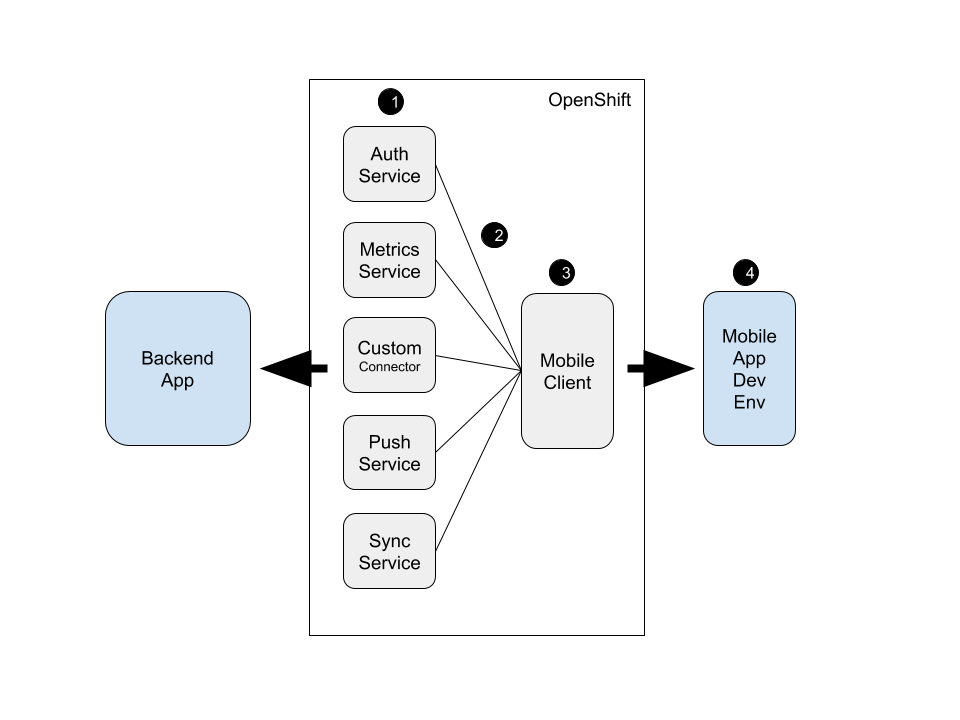 OpenShift
1
Auth
Service
2
Metrics
Service
3
4
Custom
Connector
Backend
App
Mobile
Client
Mobile
App
Dev
Env
Push
Service
Sync
Service